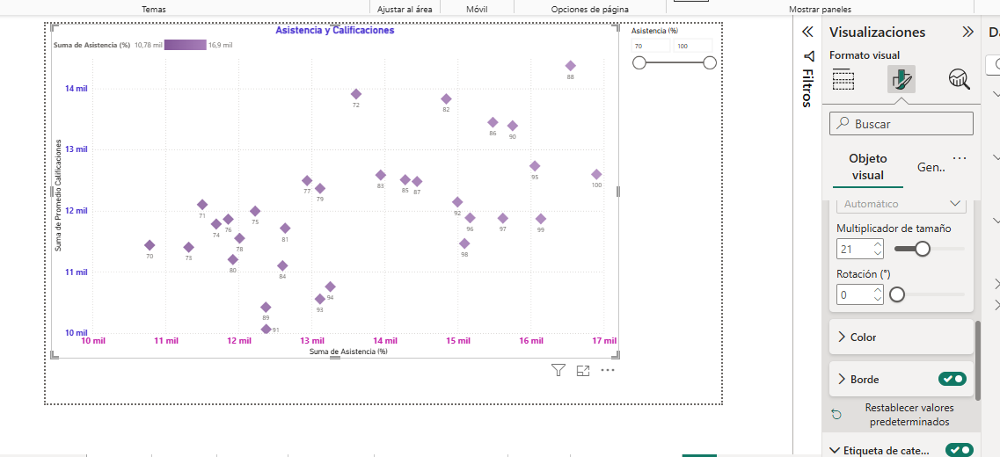 Temas
Ajustar al área
Móvil
Opciones de página
Mostrar paneles
Asistencia y Calificaciones
Suma de Asistencia (%) 10,78 mil 16,9 mil
14 mil
13 mil
12 mil
11 mil
10 mil
Suma de Promedio Calificaciones
88
72
82
86
90
95
100
83
85
87
77
79
92
71
75
76
74
96
97
99
81
78
98
70
73
80
84
94
93
89
91
10 mil 11 mil 12 mil 13 mil 14 mil 15 mil 16 mil 17 mil
Suma de Asistencia (%)
Asistencia (%)
70 100
Filtros
Visualizaciones
Formato visual
Buscar
Objeto
visual
Gen..
Automático
Multiplicador de tamaño
21
Rotación (°)
0
Color
Borde
Restablecer valores
predeterminados
Etiqueta de cate...